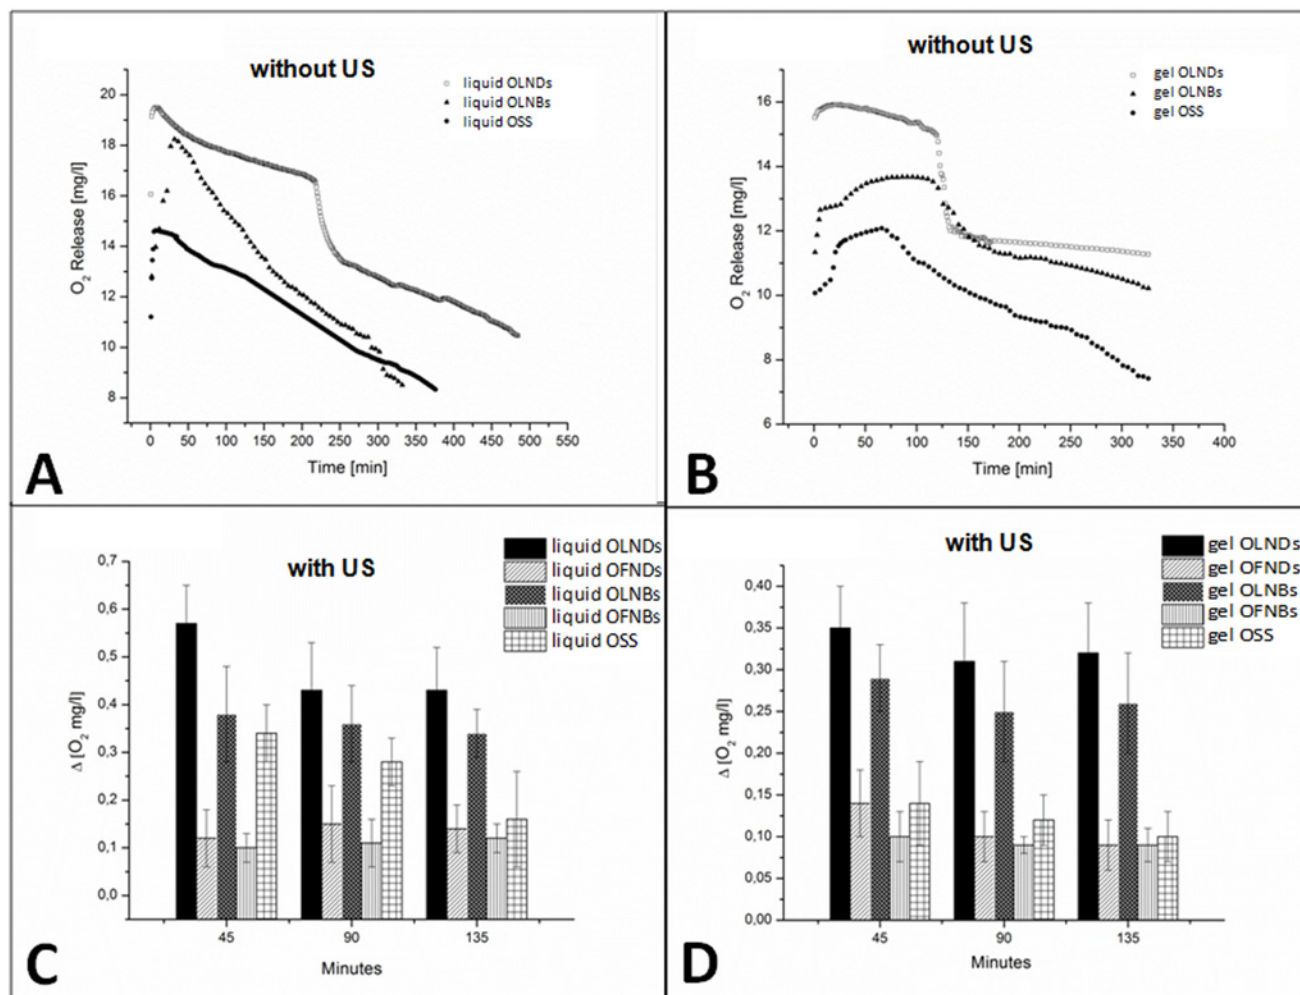 without US
liquid OLNDs
liquid OLNBs
liquid OSS
O2 Release [mg/l]
20
18
16
14
12
10
8
0 50 100 150 200 250 300 350 400 450 500 550
Time [min]
A
without US
gel OLNDs
gel OLNBs
gel OSS
O2 Release [mg/l]
16
14
12
10
8
6
0 50 100 150 200 250 300 350 400
Time [min]
B
with US
liquid OLNDs
liquid OFNDs
liquid OLNBs
liquid OFNBs
liquid OSS
Δ [O2 mg/l]
0,7
0,6
0,5
0,4
0,3
0,2
0,1
0,0
45 90 135
Minutes
C
with US
gel OLNDs
gel OFNDs
gel OLNBs
gel OFNBs
gel OSS
Δ [O2 mg/l]
0,40
0,35
0,30
0,25
0,20
0,15
0,10
0,05
0,00
45 90 135
Minutes
D